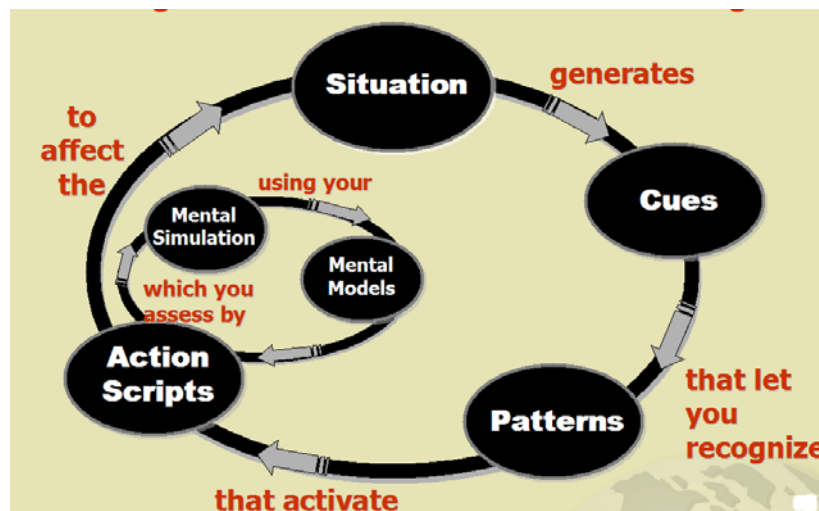 Situation
generates
Cues
that let
you
recognize
Patterns
that activate
Action
Scripts
which you
assess by
Mental
Simulation
using your
Mental
Models
to
affect
the